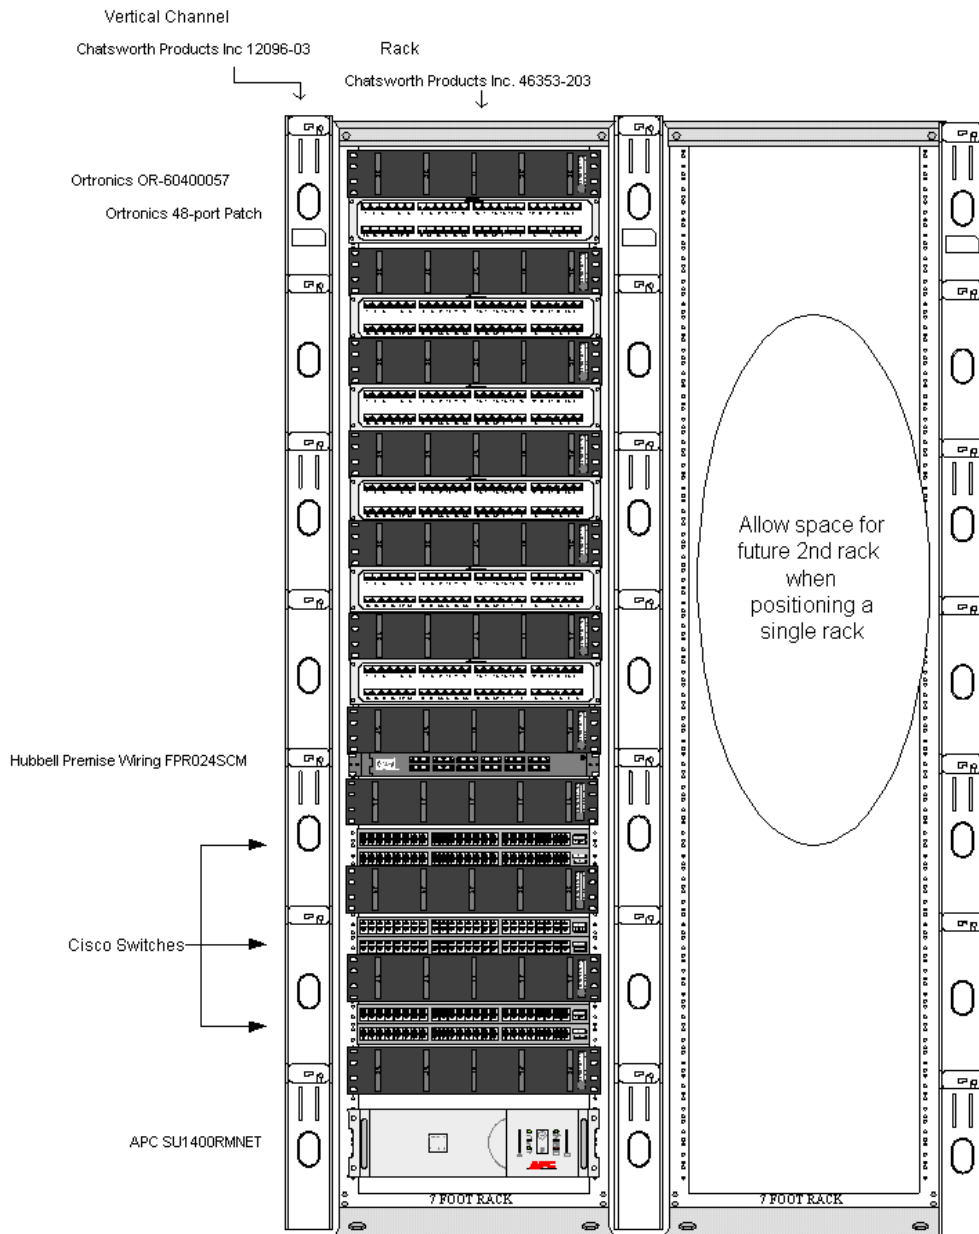 Vertical Channel
Chatsworth Products Inc 12096-03
Rack
Chatsworth Products Inc. 46353-203
Ortronics OR-60400057
Ortronics 48-port Patch
Allow space for
future 2nd rack
when
positioning a
single rack
Hubbell Premise Wiring FPR024SCM
Cisco Switches
APC SU1400RMNET
APC
7 FOOT RACK
7 FOOT RACK